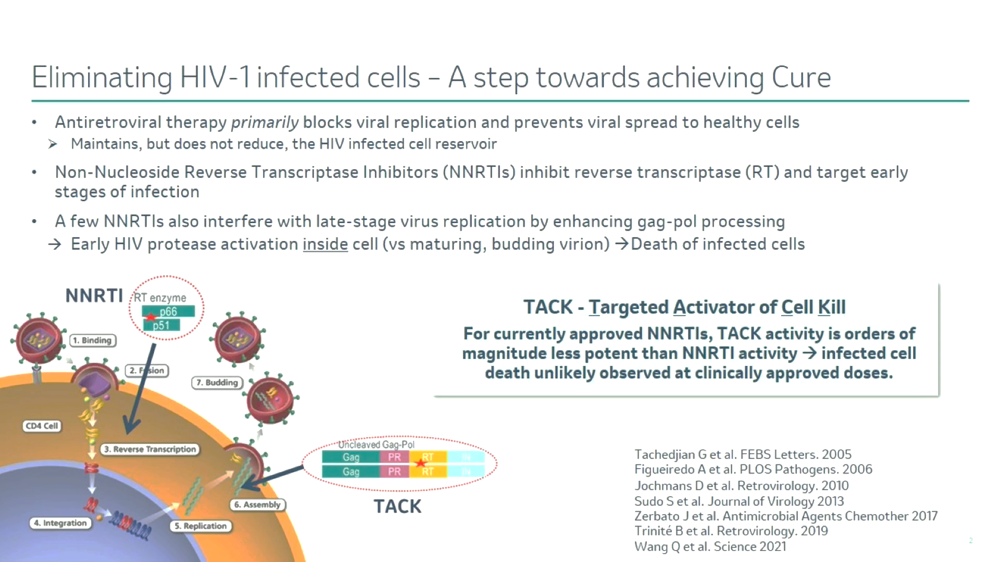 Eliminating HIV-1 infected cells – A step towards achieving Cure
• Antiretroviral therapy primarily blocks viral replication and prevents viral spread to healthy cells
➢ Maintains, but does not reduce, the HIV infected cell reservoir
• Non-Nucleoside Reverse Transcriptase Inhibitors (NNRTIs) inhibit reverse transcriptase (RT) and target early
stages of infection
• A few NNRTIs also interfere with late-stage virus replication by enhancing gag-pol processing
→ Early HIV protease activation inside cell (vs maturing, budding virion) →Death of infected cells
NNRTI
RT enzyme
p66
p51
1. Binding
2. Fusion
7. Budding
CD4 Cell
3. Reverse Transcription
4. Integration
5. Replication
6. Assembly
Uncleaved Gag-Pol
Gag PR RT IN
Gag PR RT IN
TACK
TACK - Targeted Activator of Cell Kill
For currently approved NNRTIs, TACK activity is orders of
magnitude less potent than NNRTI activity → infected cell
death unlikely observed at clinically approved doses.
Tachedjian G et al. FEBS Letters. 2005
Figueiredo A et al. PLOS Pathogens. 2006
Jochmans D et al. Retrovirology. 2010
Sudo S et al. Journal of Virology 2013
Zerbato J et al. Antimicrobial Agents Chemother 2017
Trinité B et al. Retrovirology. 2019
Wang Q et al. Science 2021
2